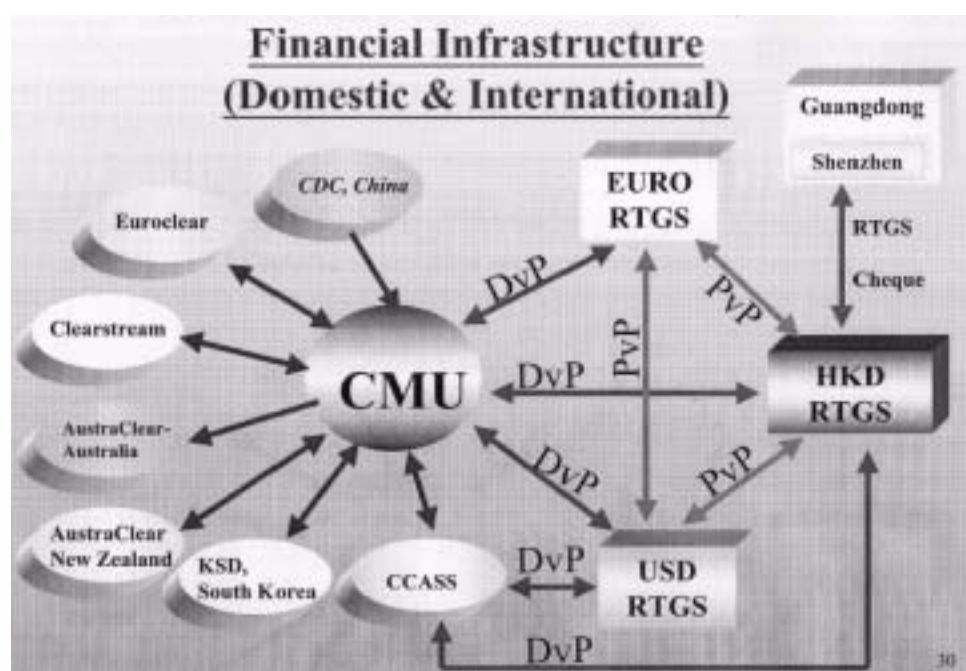 Financial Infrastructure
(Domestic & International)
Guangdong
Shenzhen
CDC, China
EURO
RTGS
Euroclear
RTGS
DvP
Cheque
PvP
Clearstream
PvP
CMU
DvP
HKD
RTGS
AustraClear-
Australia
DvP
PvP
AustraClear
New Zealand
KSD,
South Korea
CCASS
DvP
USD
RTGS
DvP
30